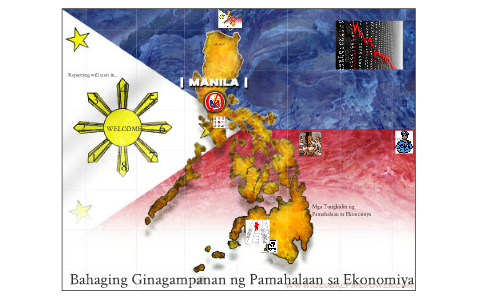 | MANILA |
Reporting will start in...
WELCOME
Mga Tungkulin ng
Pamahalaan sa Ekonomiya
Bahaging Ginagampanan ng Pamahalaan sa Ekonomiya